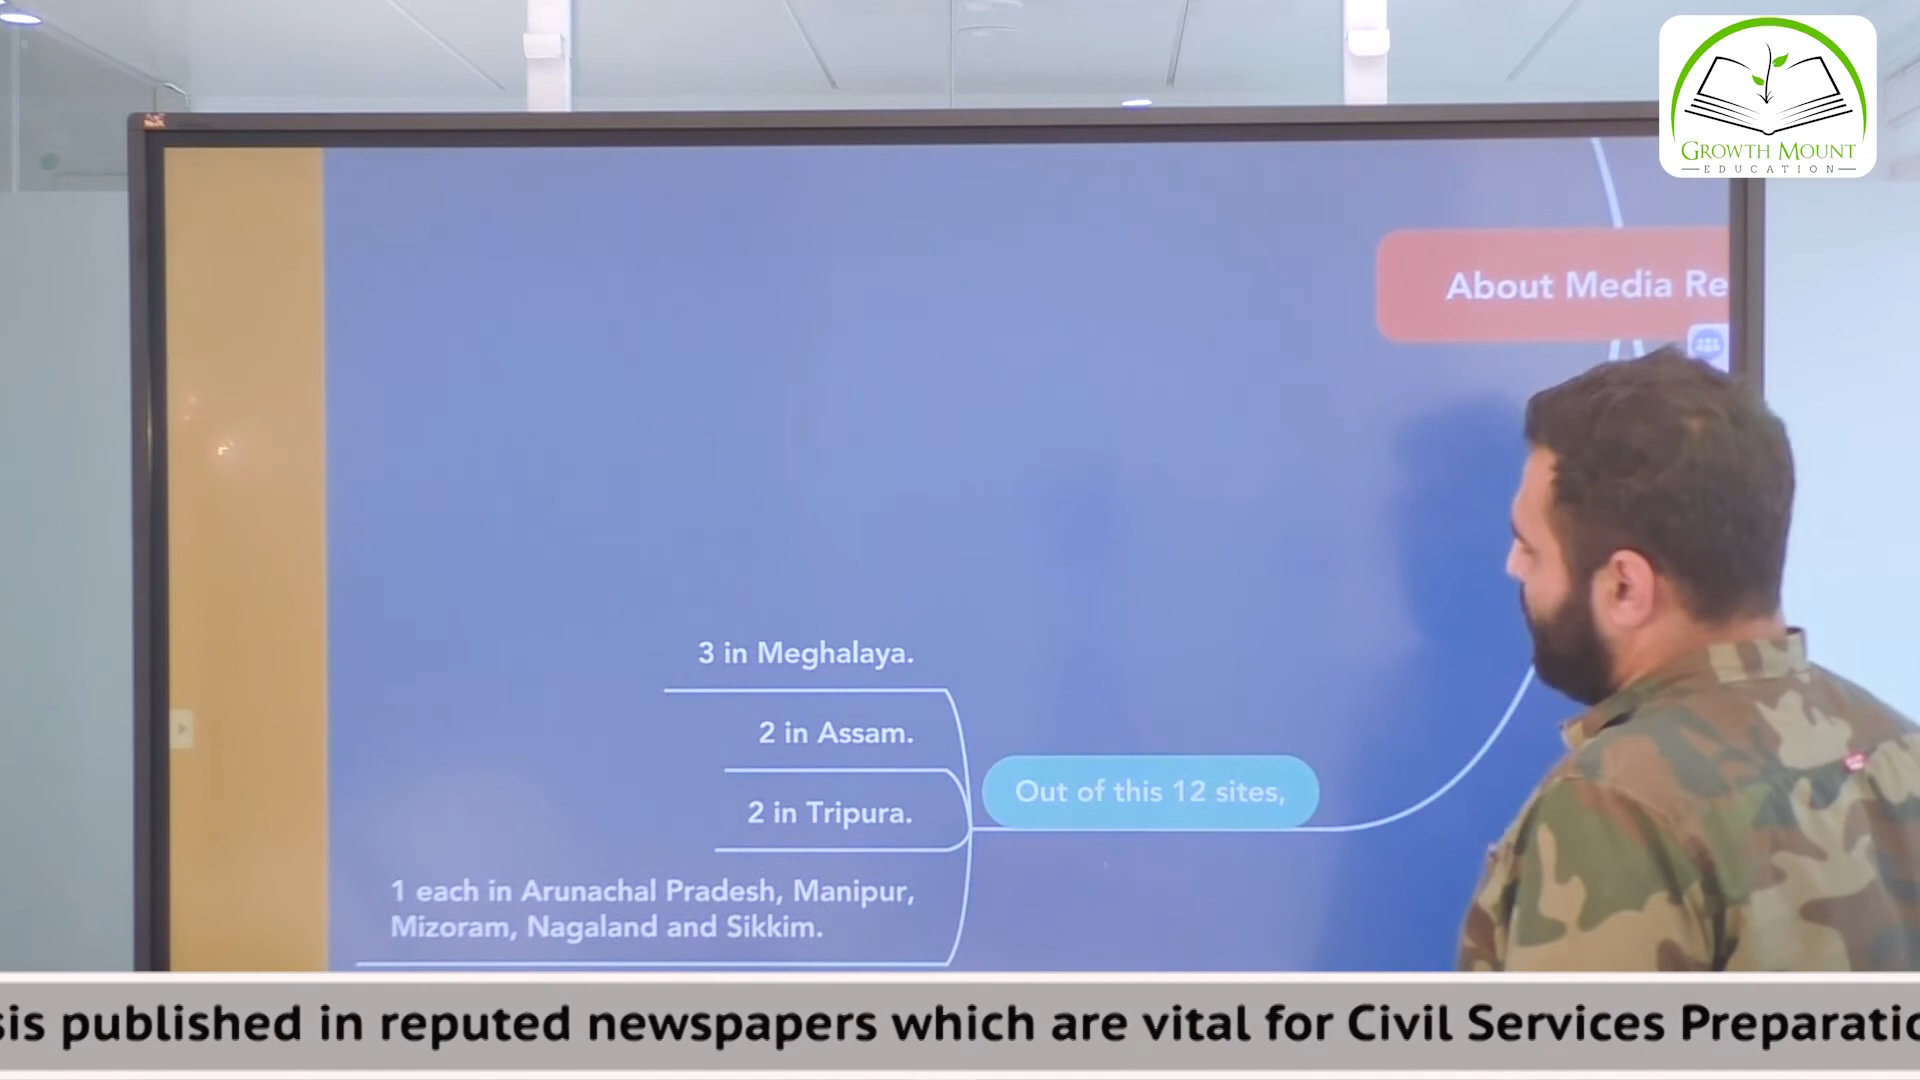 GROWTH MOUNT
EDUCATION
About Media Re
3 in Meghalaya.
2 in Assam.
2 in Tripura.
Out of this 12 sites,
1 each in Arunachal Pradesh, Manipur,
Mizoram, Nagaland and Sikkim.
sis published in reputed newspapers which are vital for Civil Services Preparatio